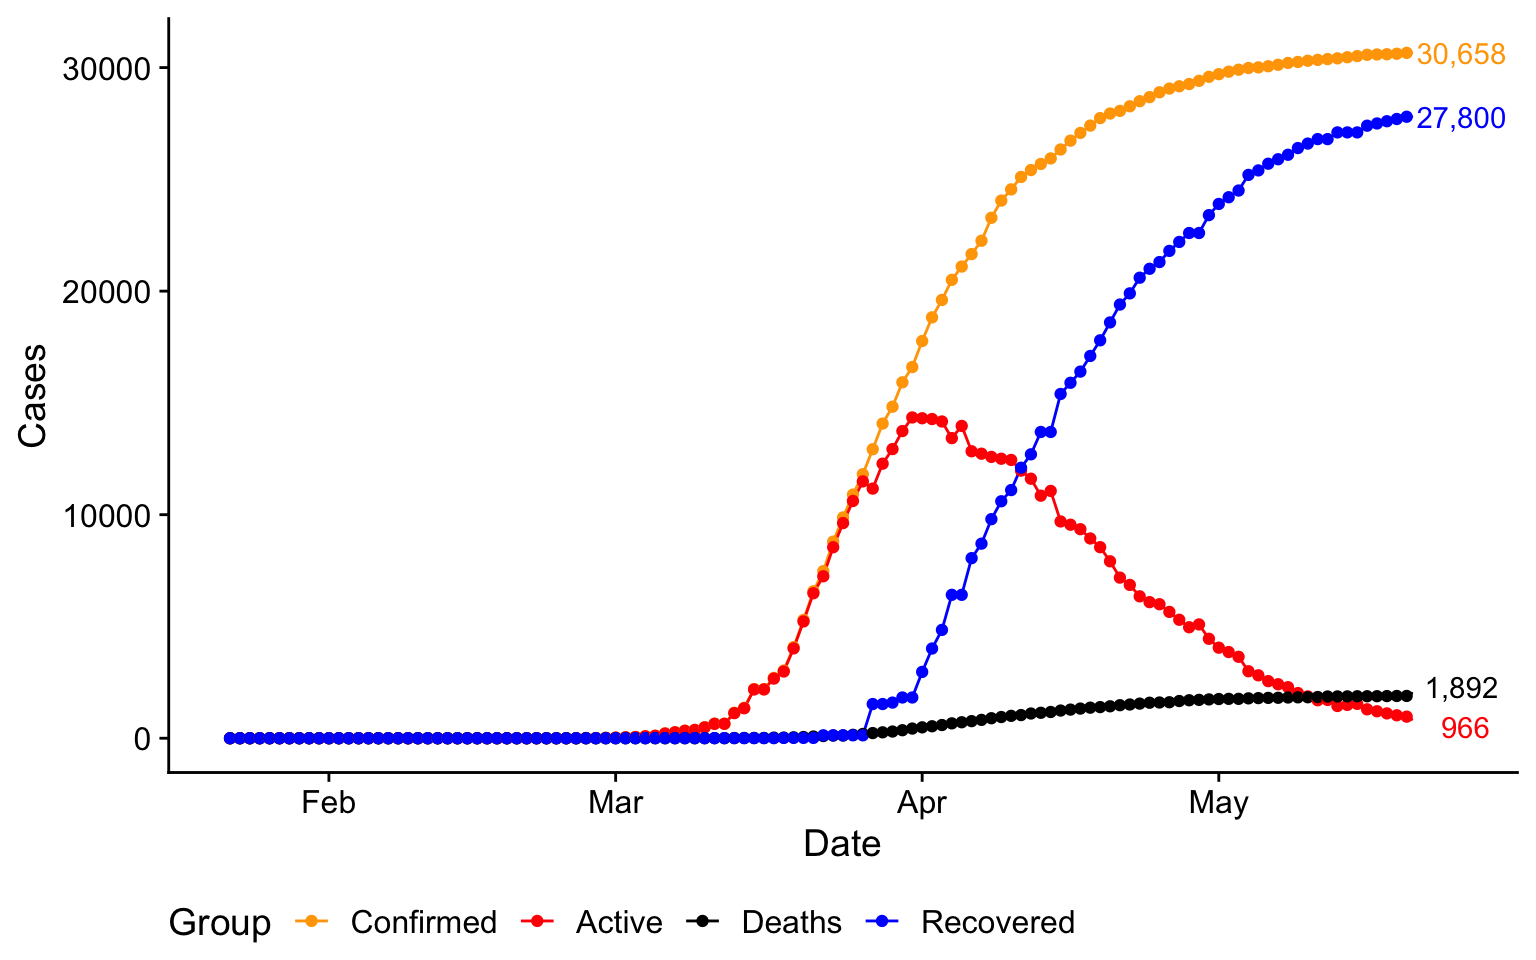 30000
20000
10000
0
Cases
30,658
27,800
1,892
966
Feb Mar Apr May
Date
Group Confirmed Active Deaths Recovered